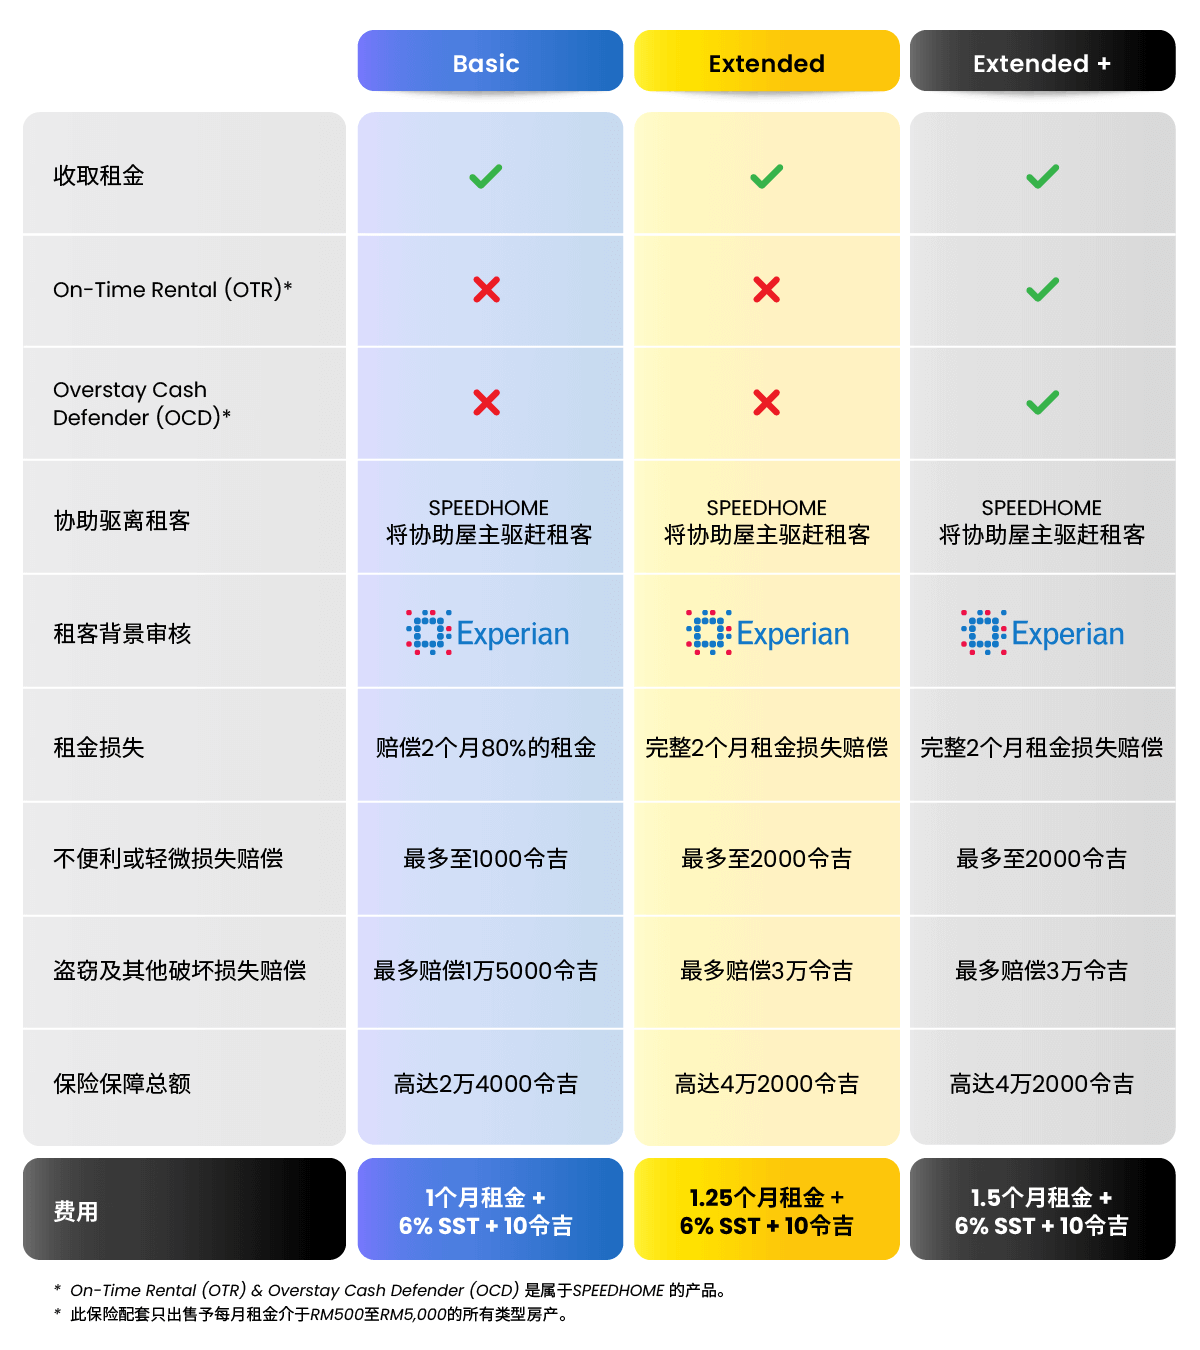 Basic
Extended
Extended +
收取租金
On-Time Rental (OTR)*
Overstay Cash
Defender (OCD)*
协助驱离租客
SPEEDHOME
将协助屋主驱赶租客
SPEEDHOME
将协助屋主驱赶租客
SPEEDHOME
将协助屋主驱赶租客
租客背景审核
Experian
Experian
Experian
租金损失
赔偿2个月80%的租金
完整2个月租金损失赔偿
完整2个月租金损失赔偿
不便利或轻微损失赔偿
最多至1000令吉
最多至2000令吉
最多至2000令吉
盗窃及其他破坏损失赔偿
最多赔偿1万5000令吉
最多赔偿3万令吉
最多赔偿3万令吉
保险保障总额
高达2万4000令吉
高达4万2000令吉
高达4万2000令吉
费用
1个月租金 +
6% SST + 10令吉
1.25个月租金 +
6% SST + 10令吉
1.5个月租金 +
6% SST + 10令吉
* On-Time Rental (OTR) & Overstay Cash Defender (OCD) 是属于SPEEDHOME 的产品。
* 此保险配套只出售予每月租金介于RM500至RM5,000的所有类型房产。